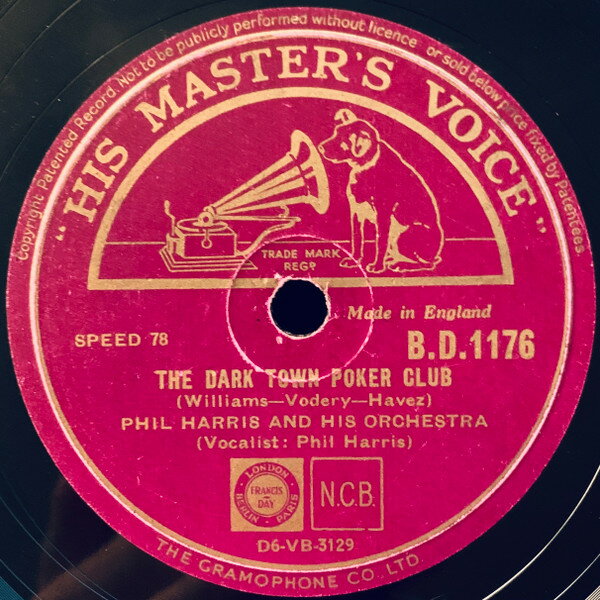 Copyright Patented Record. Not to be publicly performed without licence or sold below price fixed by Patentees.
"HIS MASTER'S VOICE"
TRADE MARK
REGD
Made in England
SPEED 78
B.D.1176
THE DARK TOWN POKER CLUB
(Williams—Vodery—Havez)
PHIL HARRIS AND HIS ORCHESTRA
(Vocalist: Phil Harris)
LONDON
FRANCIS
DAY
BERLIN PARIS
N.C.B.
D6-VB-3129
THE GRAMOPHONE CO., LTD